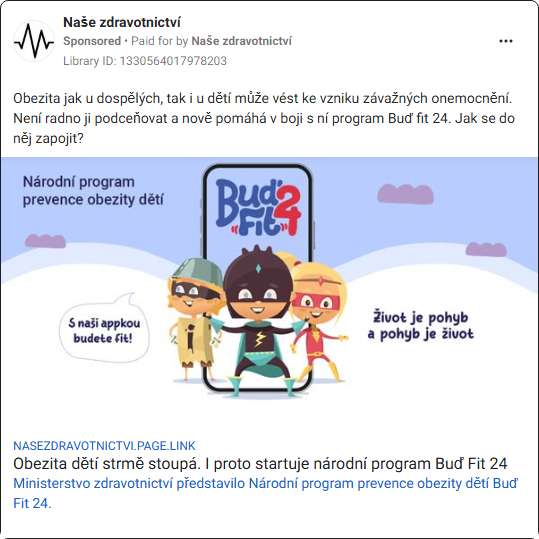 Naše zdravotnictví
Sponsored • Paid for by Naše zdravotnictví
Library ID: 1330564017978203
Obezita jak u dospělých, tak i u dětí může vést ke vzniku závažných onemocnění.
Není radno ji podceňovat a nově pomáhá v boji s ní program Buď fit 24. Jak se do
něj zapojit?
Národní program
prevence obezity dětí
Buď 24
Fit
S naší appkou
budete fit!
Život je pohyb
a pohyb je život
NASEZDRAVOTNICTVI.PAGE.LINK
Obezita dětí strmě stoupá. I proto startuje národní program Buď Fit 24
Ministerstvo zdravotnictví představilo Národní program prevence obezity dětí Buď
Fit 24.